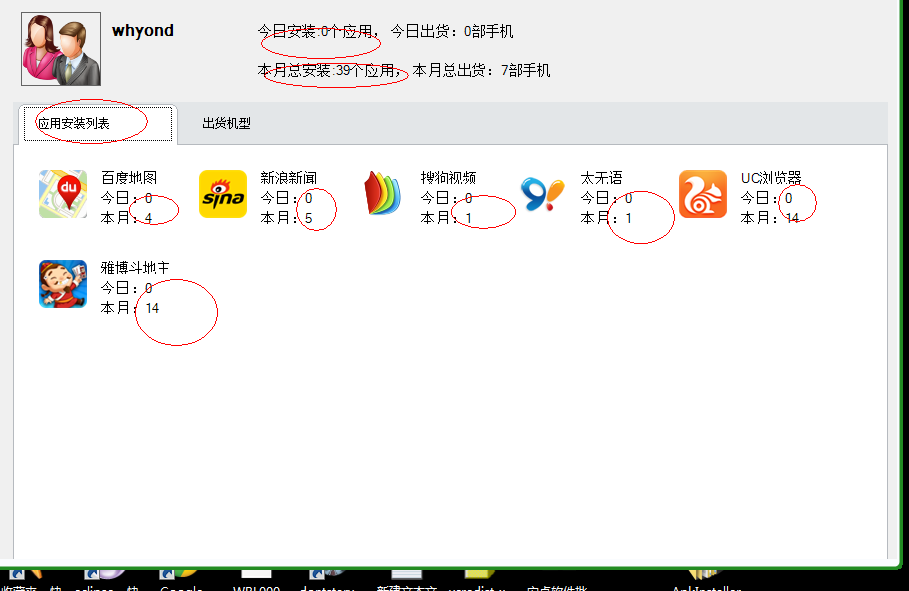 whyond
今日安装:0个应用， 今日出货：0部手机
本月总安装:39个应用， 本月总出货：7部手机
应用安装列表 出货机型
du 百度地图
今日：0
本月：4
sina 新浪新闻
今日：0
本月：5
搜狗视频
今日：0
本月：1
太无语
今日：0
本月：1
UC浏览器
今日：0
本月：14
雅博斗地主
今日：0
本月：14
eclipse Google